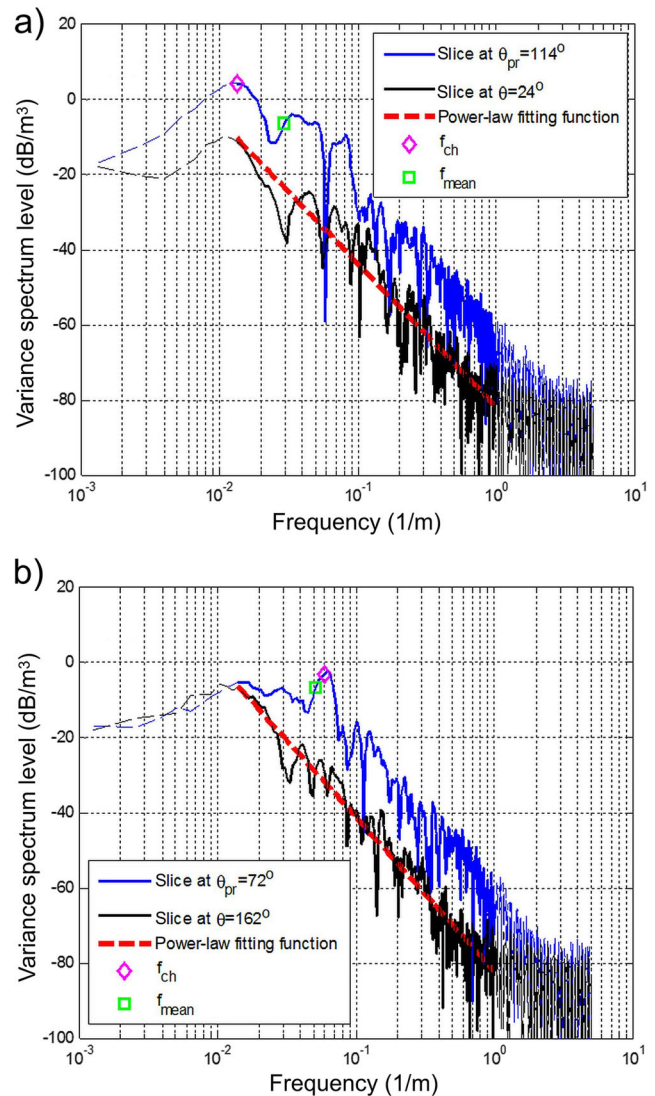 a)
20
0
-20
-40
-60
-80
-100
Variance spectrum level (dB/m³)
Slice at θpr=114°
Slice at θ=24°
Power-law fitting function
fch
fmean
10⁻³
10⁻²
10⁻¹
10⁰
10¹
Frequency (1/m)
b)
20
0
-20
-40
-60
-80
-100
Variance spectrum level (dB/m³)
Slice at θpr=72°
Slice at θ=162°
Power-law fitting function
fch
fmean
10⁻³
10⁻²
10⁻¹
10⁰
10¹
Frequency (1/m)